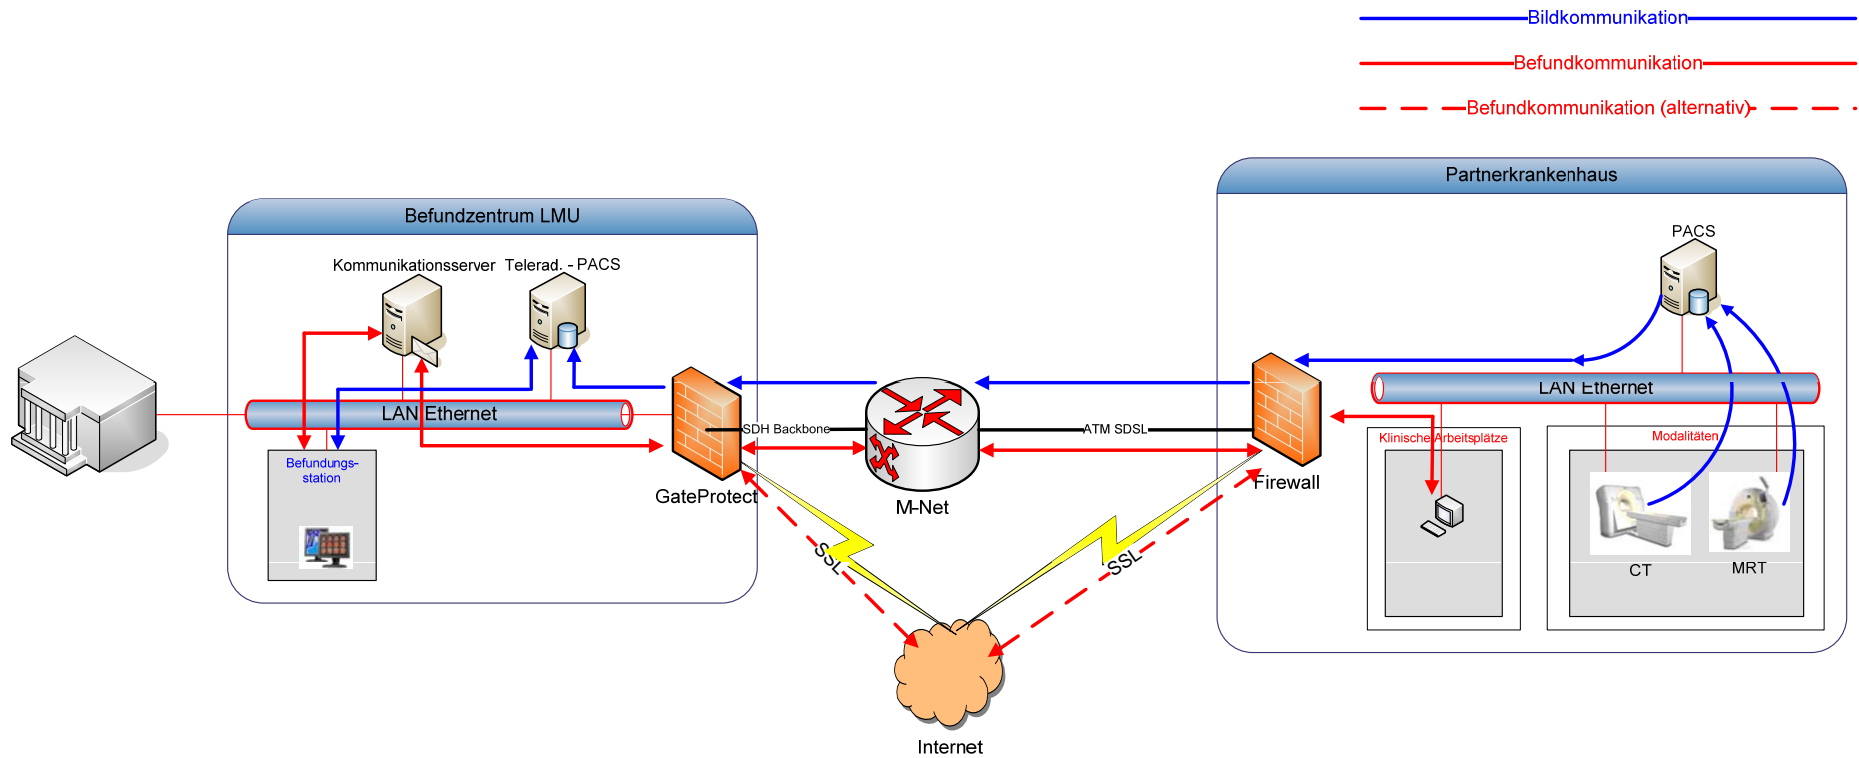 Bildkommunikation
Befundkommunikation
Befundkommunikation (alternativ)
Partnerkrankenhaus
Befundzentrum LMU
PACS
Kommunikationsserver
Telerad. - PACS
LAN Ethernet
LAN Ethernet
SDH Backbone
ATM SDSL
Klinische Arbeitsplätze
Modalitäten
Befundungs-
station
GateProtect
M-Net
Firewall
SSL
SSL
CT
MRT
Internet